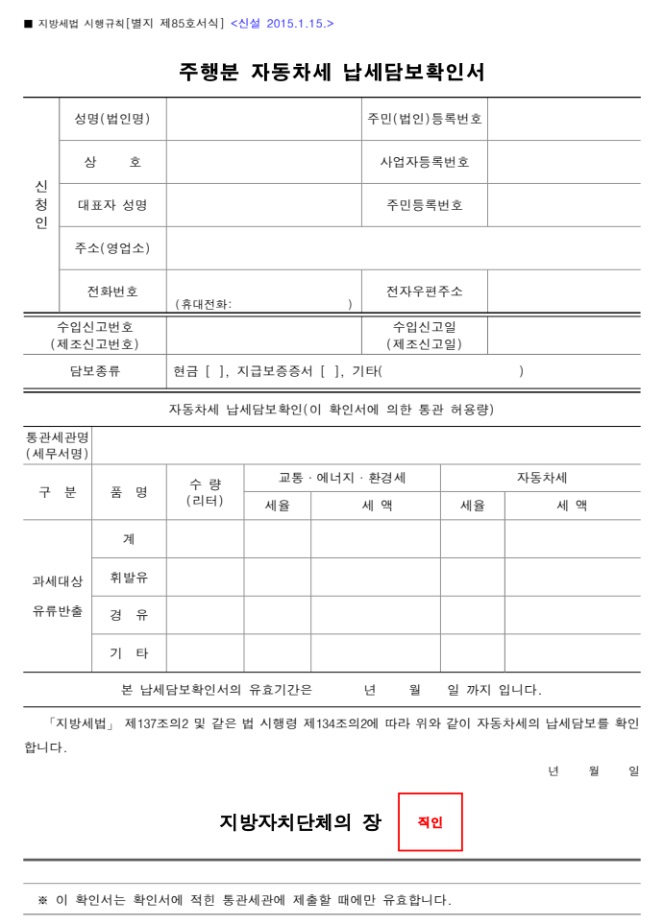 ■ 지방세법 시행규칙[별지 제85호서식] <신설 2015.1.15.>
주행분 자동차세 납세담보확인서
신청인
성명(법인명) 주민(법인)등록번호
상 호 사업자등록번호
대표자 성명 주민등록번호
주소(영업소)
전화번호 (휴대전화: ) 전자우편주소
수입신고번호 수입신고일
(제조신고번호) (제조신고일)
담보종류 현금 [ ], 지급보증증서 [ ], 기타( )
자동차세 납세담보확인(이 확인서에 의한 통관 허용량)
통관세관명
(세무서명)
구 분 품 명 수 량 교통ㆍ에너지ㆍ환경세 자동차세
(리터) 세율 세 액 세율 세 액
과세대상
유류반출
계
휘발유
경 유
기 타
본 납세담보확인서의 유효기간은 년 월 일 까지 입니다.
「지방세법」 제137조의2 및 같은 법 시행령 제134조의2에 따라 위와 같이 자동차세의 납세담보를 확인
합니다.
년 월 일
지방자치단체의 장 직인
※ 이 확인서는 확인서에 적힌 통관세관에 제출할 때에만 유효합니다.